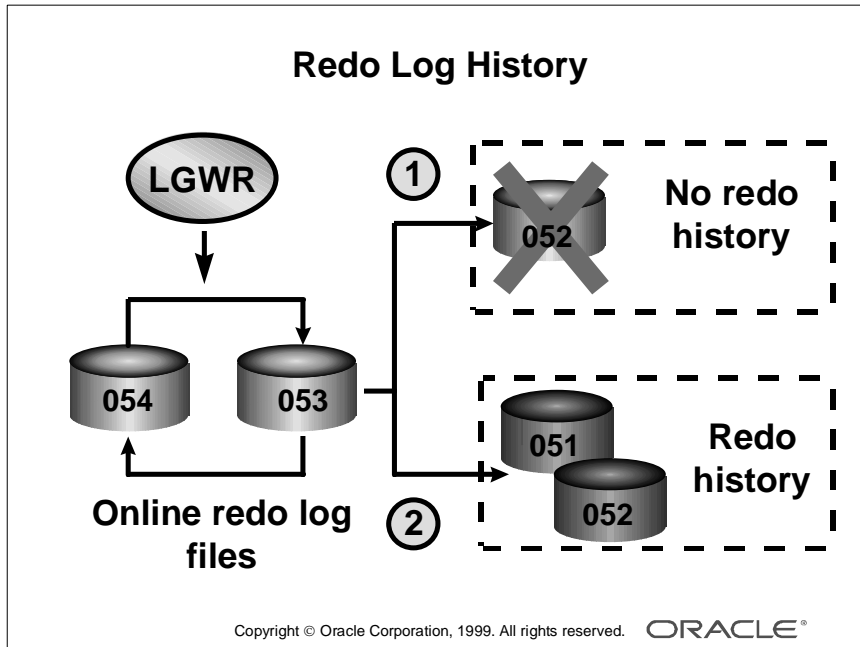 Redo Log History
LGWR
1
052
No redo
history
054
053
051
052
Redo
history
Online redo log
files
2
Copyright © Oracle Corporation, 1999. All rights reserved.
ORACLE®